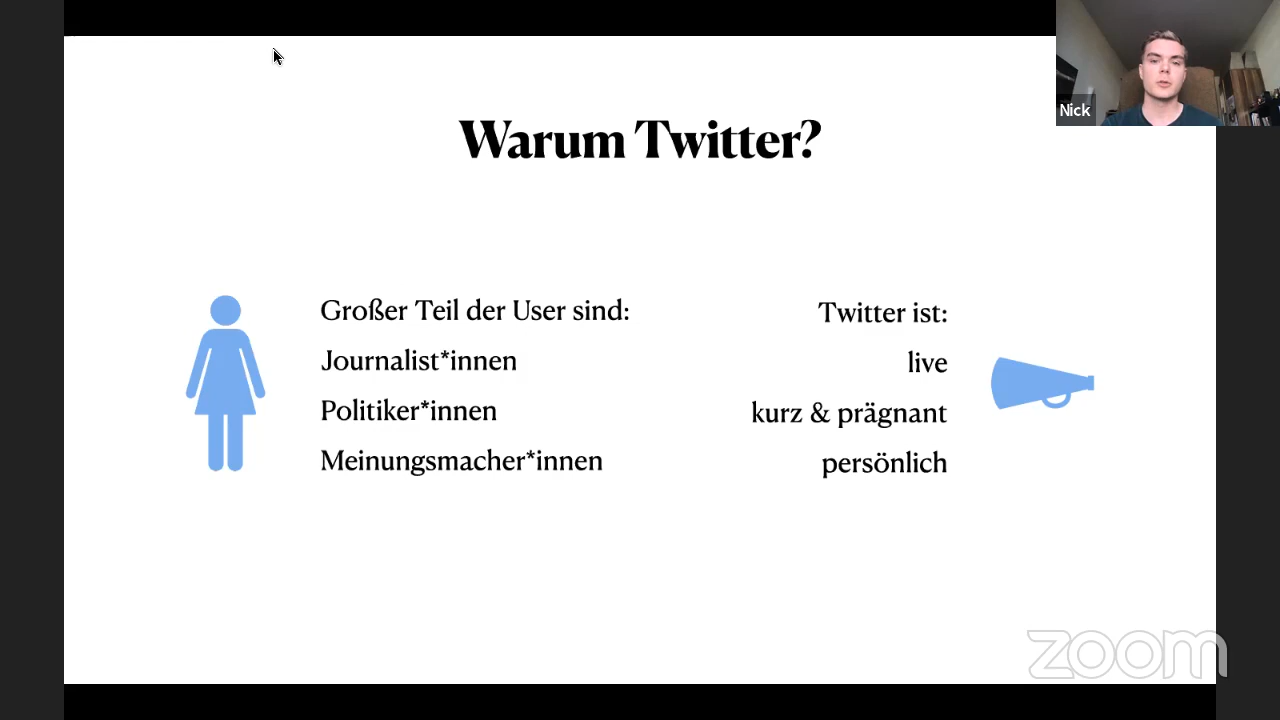 Nick
Warum Twitter?
Großer Teil der User sind:
Journalist*innen
Politiker*innen
Meinungsmacher*innen
Twitter ist:
live
kurz & prägnant
persönlich
zoom